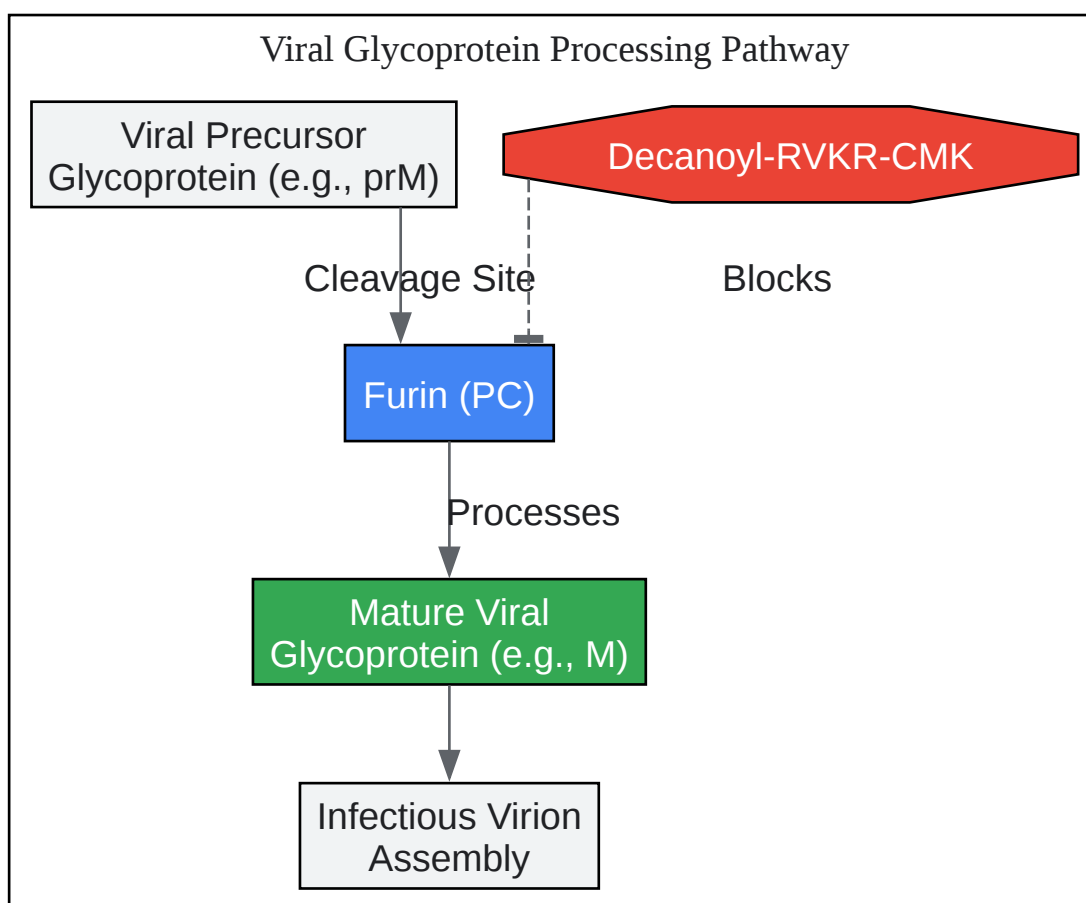 Viral Glycoprotein Processing Pathway
Viral Precursor
Glycoprotein (e.g., prM)
Decanoyl-RVKR-CMK
Cleavage Site
Blocks
Furin (PC)
Processes
Mature Viral
Glycoprotein (e.g., M)
Infectious Virion
Assembly